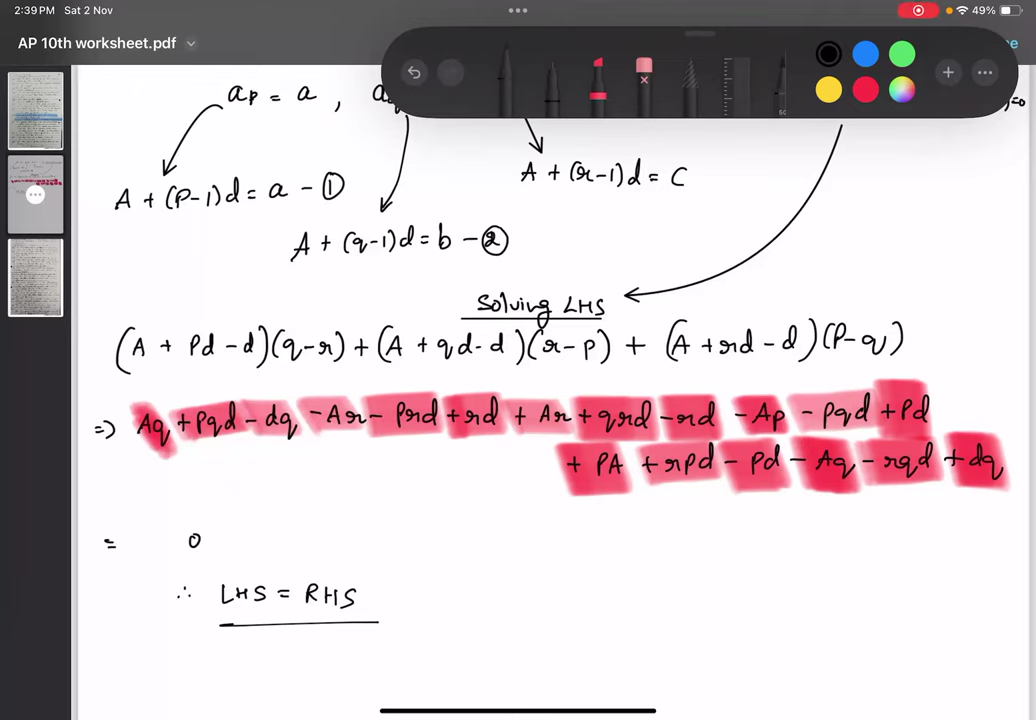 2:39 PM Sat 2 Nov 49%
AP 10th worksheet.pdf
ap = a ,
A + (P-1)d = a - ①
A + (r-1)d = C
A + (q-1)d = b - ②
Solving LHS
(A + Pd - d)(q-r) + (A + qd - d)(r-p) + (A + rd - d)(P-q)
=> Aq + Pqd - dq - Ar - Prd + rd + Ar + qrd - rd - Ap - Pqd + Pd
+ PA + rpd - Pd - Aq - rqd + dq
= 0
∴ LHS = RHS